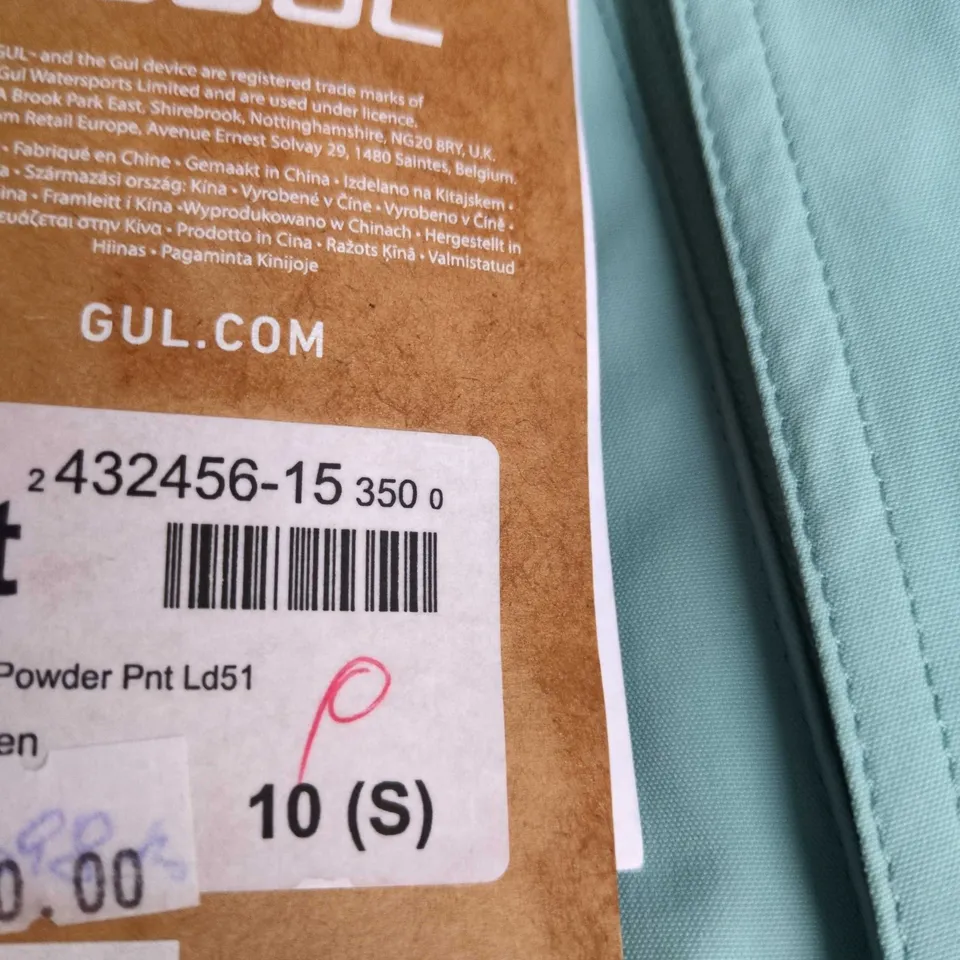 GUL
GUL- and the Gul device are registered trade marks of
Gul Watersports Limited and are used under licence.
A Brook Park East, Shirebrook, Nottinghamshire, NG20 8RY, U.K.
Retail Europe, Avenue Ernest Solvay 29, 1480 Saintes, Belgium.
• Fabriqué en Chine • Gemaakt in China • Izdelano na Kitajskem •
• Származási ország: Kína • Vyrobené v Číne • Vyrobeno v Číně •
• Framleitt í Kína -Wyprodukowano w Chinach • Hergestellt in
στην Κίνα • Prodotto in Cina • Ražots Ķīnā • Valmistatud
Hiinas • Pagaminta Kinijoje
GUL.COM
2 432456-15 350 0
t
Powder Pnt Ld51
en
10 (S)
0.00